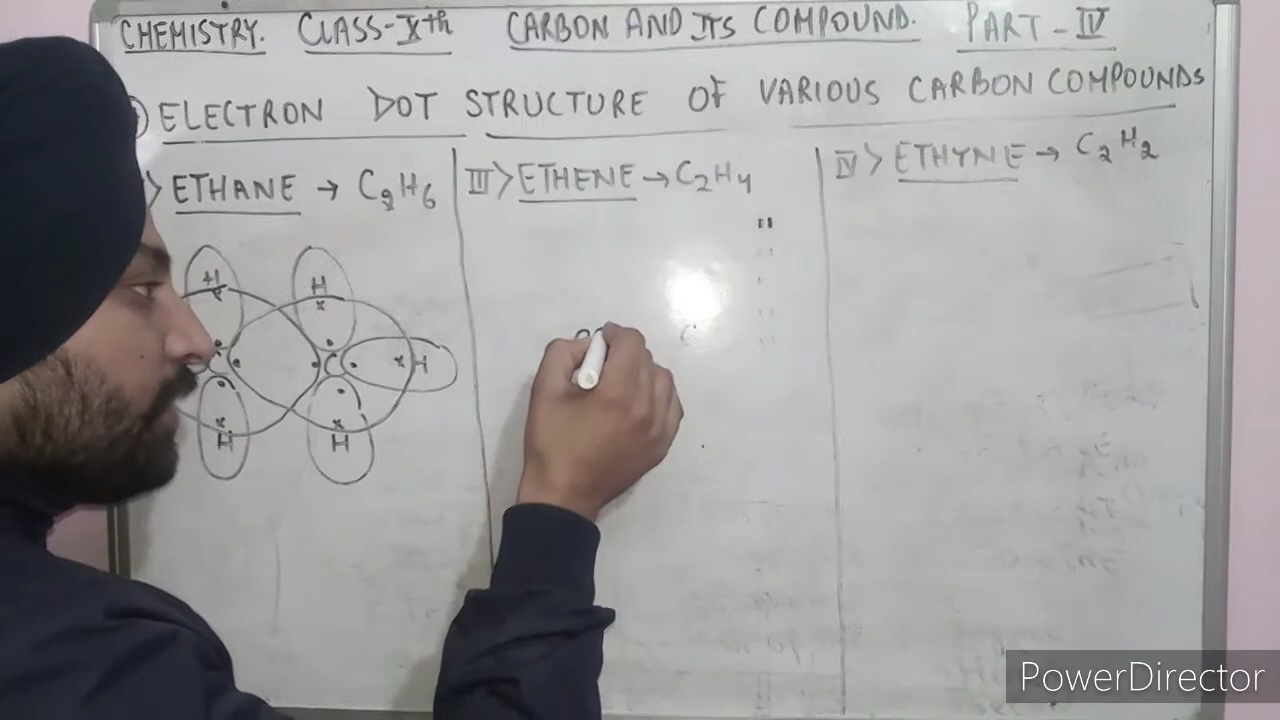 CHEMISTRY. CLASS-Xth CARBON AND ITS COMPOUND. PART-IV
ELECTRON DOT STRUCTURE OF VARIOUS CARBON COMPOUNDS
> ETHANE → C2H6
III> ETHENE → C2H4
IV> ETHYNE → C2H2
H H
x x
C C x H
x x
H H
C
PowerDirector